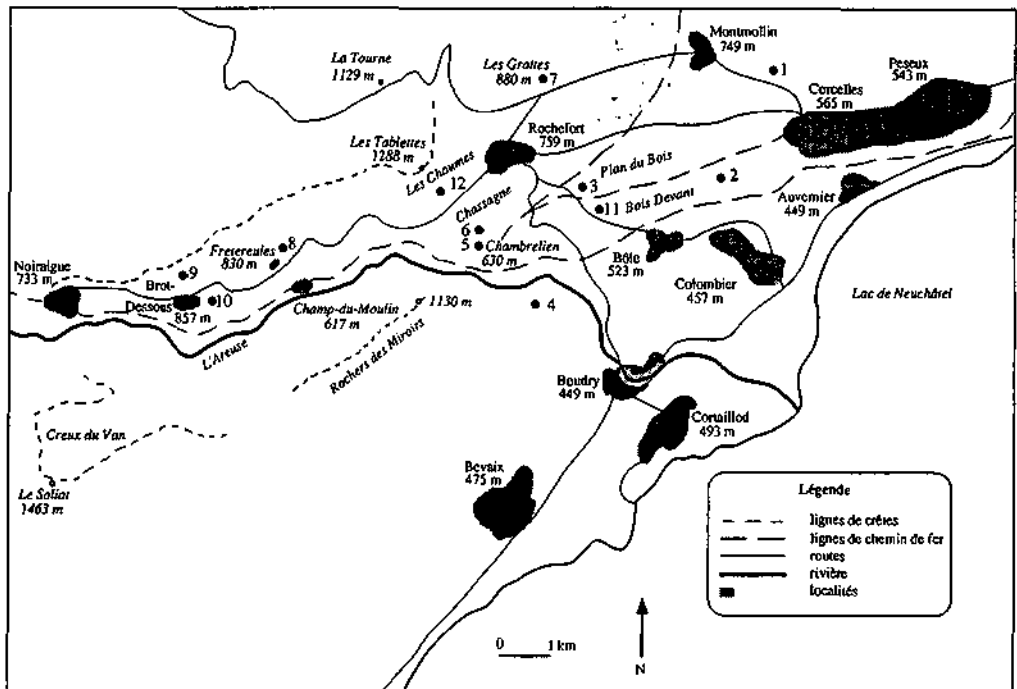 La Tourne
1129 m
Les Grottes
880 m
7
Montmollin
749 m
1
Peseux
543 m
Corcelles
565 m
Rochefort
759 m
Les Tablettes
1288 m
Les Chaumes
12
Plan du Bois
3
2
Bois Devant
11
Chassagne
6
5
Chambrelien
630 m
Auvernier
449 m
Fretereules
830 m
8
Noiraigue
733 m
9
Brot-
Dessous
857 m
10
Bôle
523 m
Colombier
457 m
Champ-du-Moulin
617 m
1130 m
4
Lac de Neuchâtel
L'Areuse
Rochers des Miroirs
Boudry
449 m
Cortaillod
493 m
Creux du Van
Le Soliat
1463 m
Bevaix
475 m
Légende
lignes de crêtes
lignes de chemin de fer
routes
rivière
localités
0 1 km
N